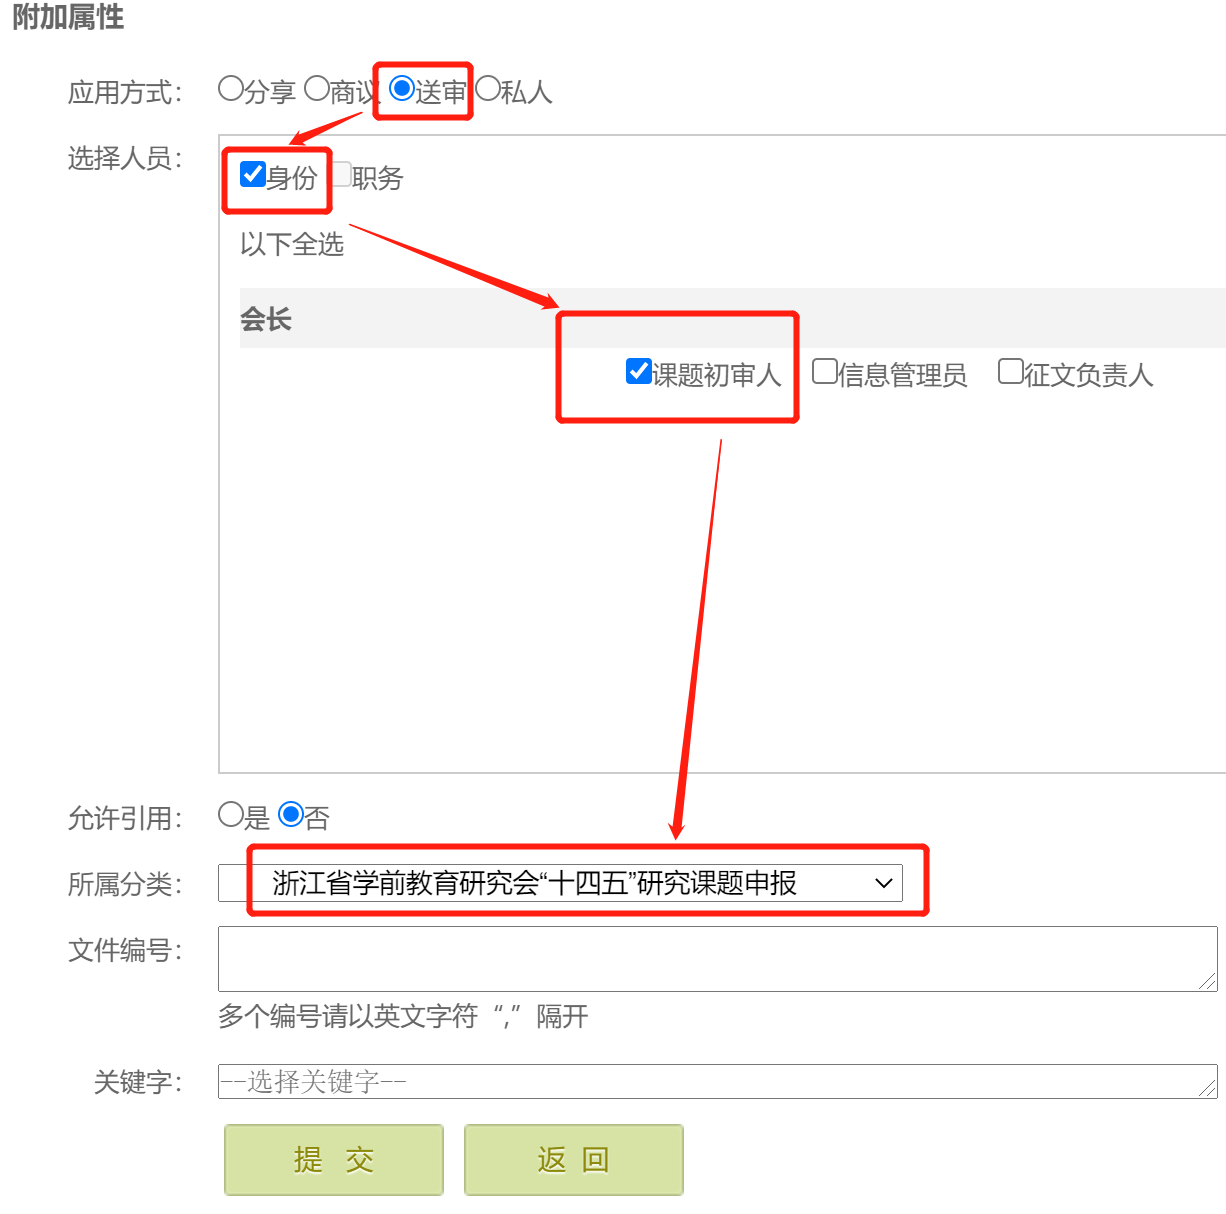 附加属性
应用方式： 分享 商议 送审 私人
选择人员： 身份 职务
以下全选
会长
课题初审人 信息管理员 征文负责人
允许引用： 是 否
所属分类： 浙江省学前教育研究会“十四五”研究课题申报
文件编号：
多个编号请以英文字符“,”隔开
关键字： --选择关键字--
提 交 返 回